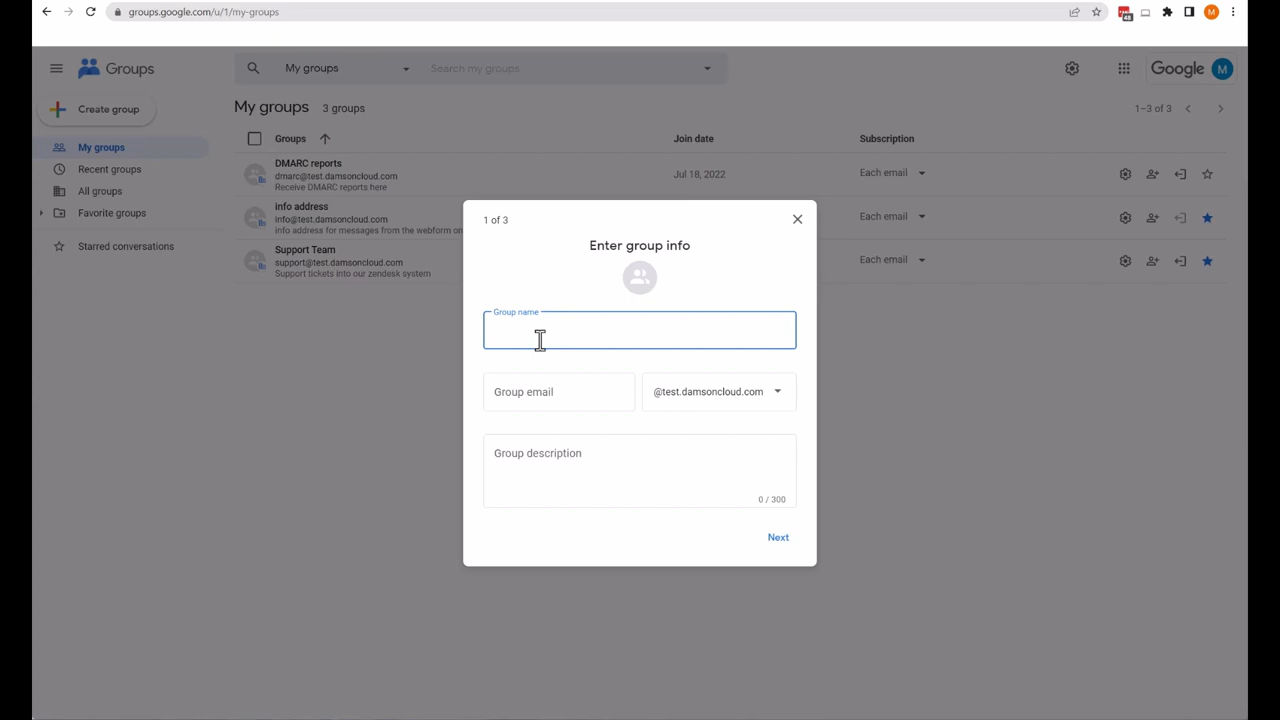 groups.google.com/u/1/my-groups
48
M
Groups
My groups
Search my groups
Google
M
Create group
My groups 3 groups
1–3 of 3
Groups
Join date
Subscription
My groups
Recent groups
All groups
Favorite groups
Starred conversations
DMARC reports
dmarc@test.damsoncloud.com
Receive DMARC reports here
Jul 18, 2022
Each email
info address
info@test.damsoncloud.com
info address for messages from the webform on
Each email
Support Team
support@test.damsoncloud.com
Support tickets into our zendesk system
Each email
1 of 3
Enter group info
Group name
Group email
@test.damsoncloud.com
Group description
0 / 300
Next